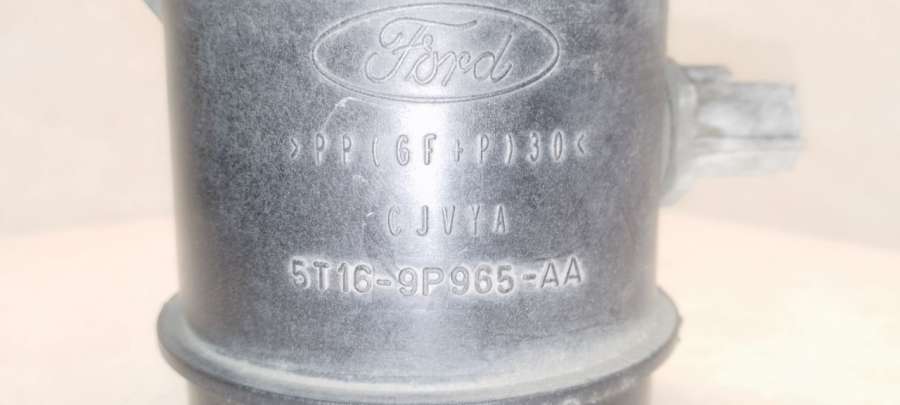 Ford
>PP(GF+P)30<
CJVYA
5T16-9P965-AA